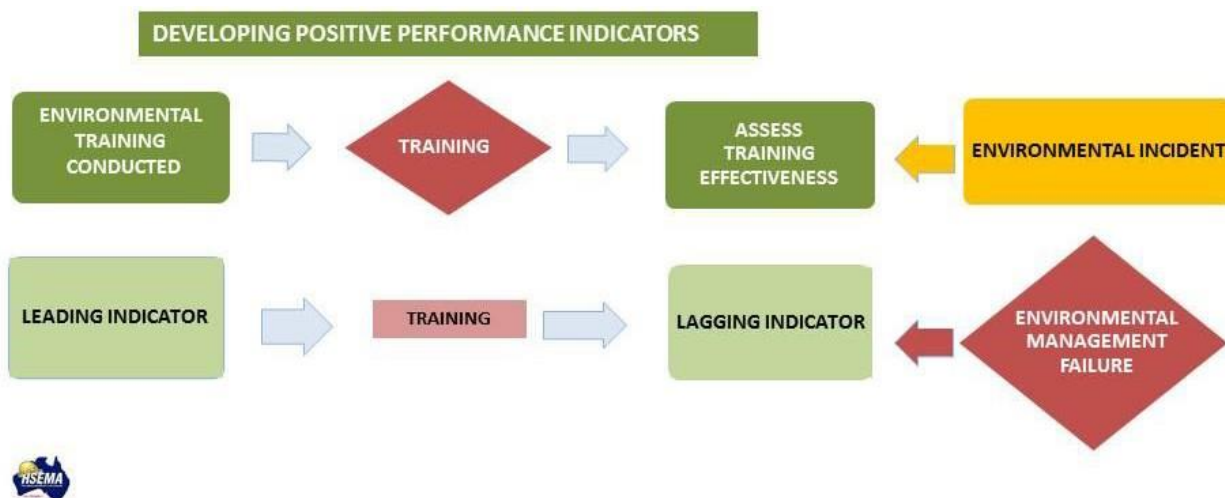 DEVELOPING POSITIVE PERFORMANCE INDICATORS
ENVIRONMENTAL
TRAINING
CONDUCTED
TRAINING
ASSESS
TRAINING
EFFECTIVENESS
ENVIRONMENTAL INCIDENT
LEADING INDICATOR
TRAINING
LAGGING INDICATOR
ENVIRONMENTAL
MANAGEMENT
FAILURE
HSEMA